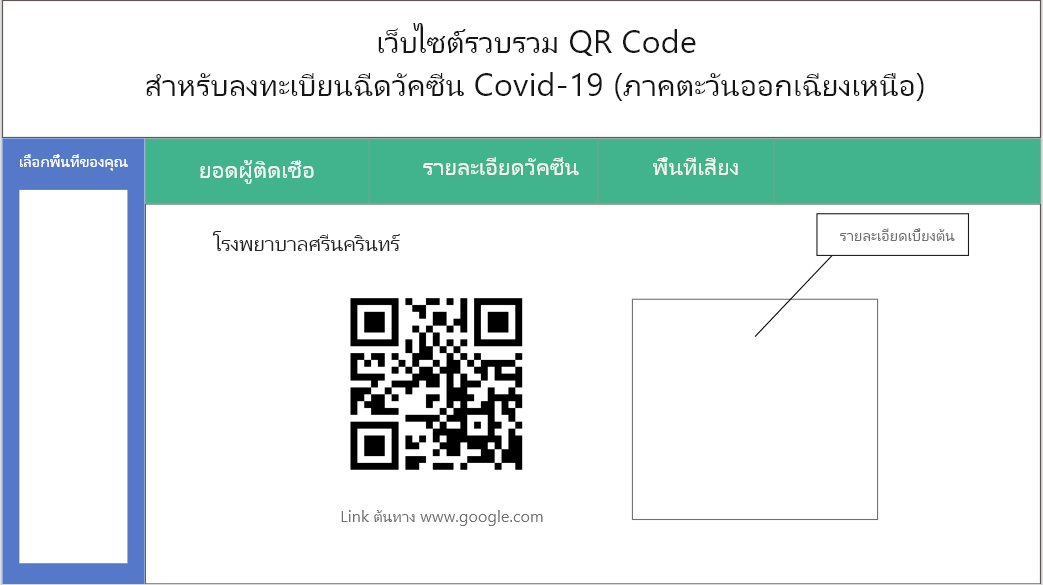 เว็บไซต์รวบรวม QR Code
สำหรับลงทะเบียนฉีดวัคซีน Covid-19 (ภาคตะวันออกเฉียงเหนือ)
เลือกพื้นที่ของคุณ
ยอดผู้ติดเชื้อ
รายละเอียดวัคซีน
พื้นที่เสี่ยง
โรงพยาบาลศรีนครินทร์
รายละเอียดเบื้องต้น
Link ต้นทาง www.google.com